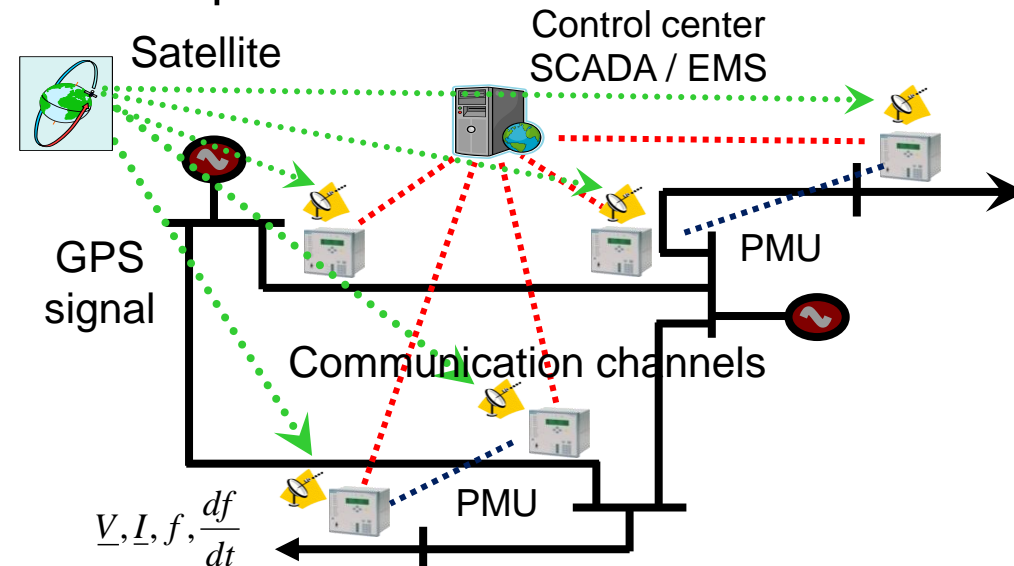 Satellite
Control center
SCADA / EMS
GPS
signal
PMU
Communication channels
PMU
V, I, f, df/dt